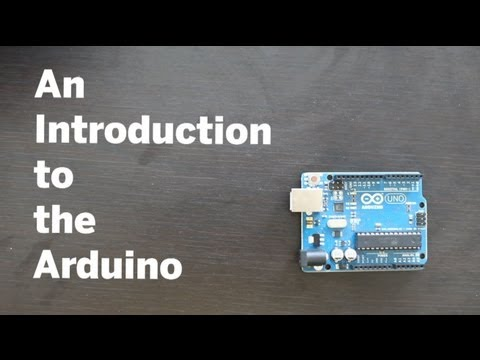 An
Introduction
to
the
Arduino
UNO